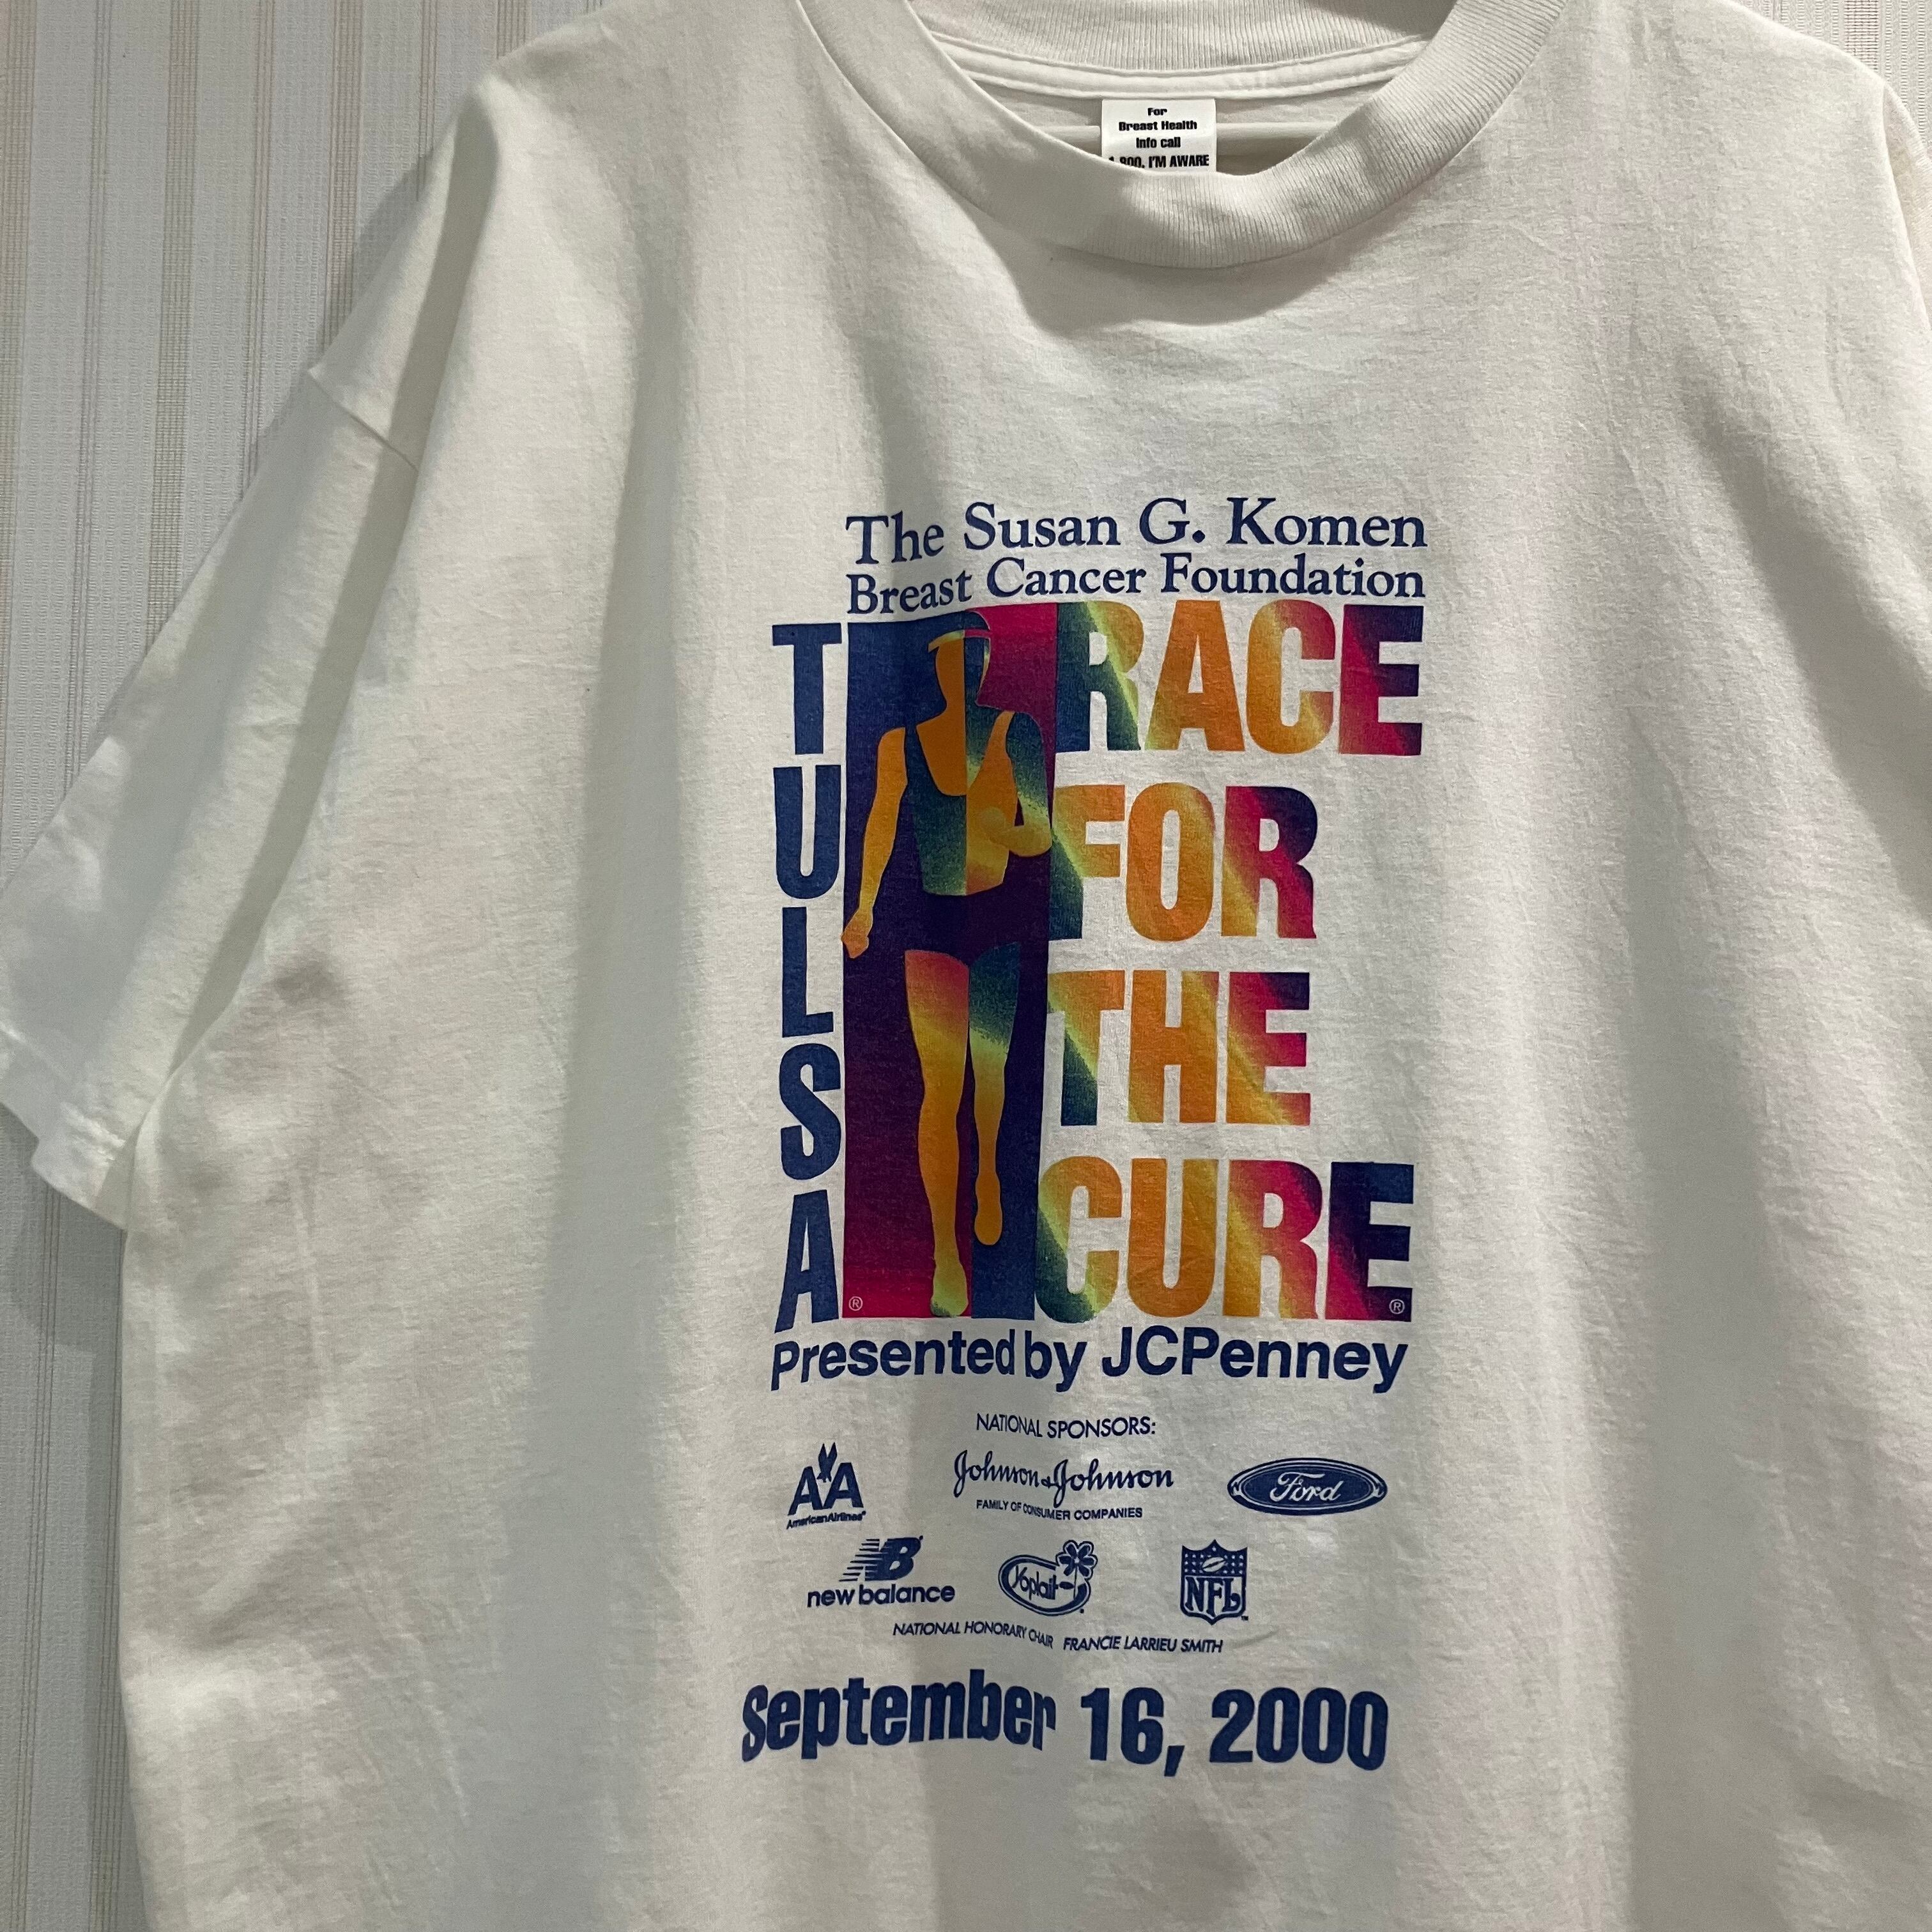 For
Breast Health
Info call
1.800. I'M AWARE
The Susan G. Komen
Breast Cancer Foundation
TULSA
RACE
FOR
THE
CURE
® ®
Presented by JCPenney
NATIONAL SPONSORS:
AA
AmericanAirlines®
Johnson & Johnson
FAMILY OF CONSUMER COMPANIES
Ford
NB
new balance
Yoplait
NFL
NATIONAL HONORARY CHAIR FRANCIE LARRIEU SMITH
September 16, 2000